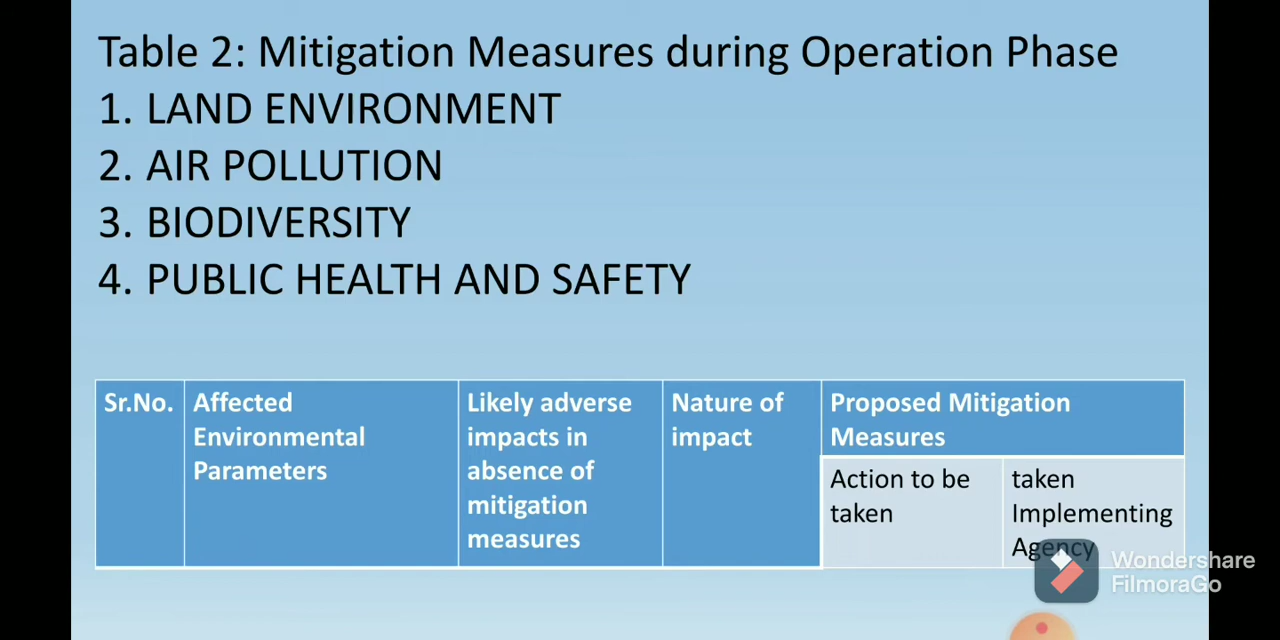 Table 2: Mitigation Measures during Operation Phase
1. LAND ENVIRONMENT
2. AIR POLLUTION
3. BIODIVERSITY
4. PUBLIC HEALTH AND SAFETY
Sr.No.
Affected
Environmental
Parameters
Likely adverse
impacts in
absence of
mitigation
measures
Nature of
impact
Proposed Mitigation
Measures
Action to be
taken
taken
Implementing
Agency
Wondershare
FilmoraGo